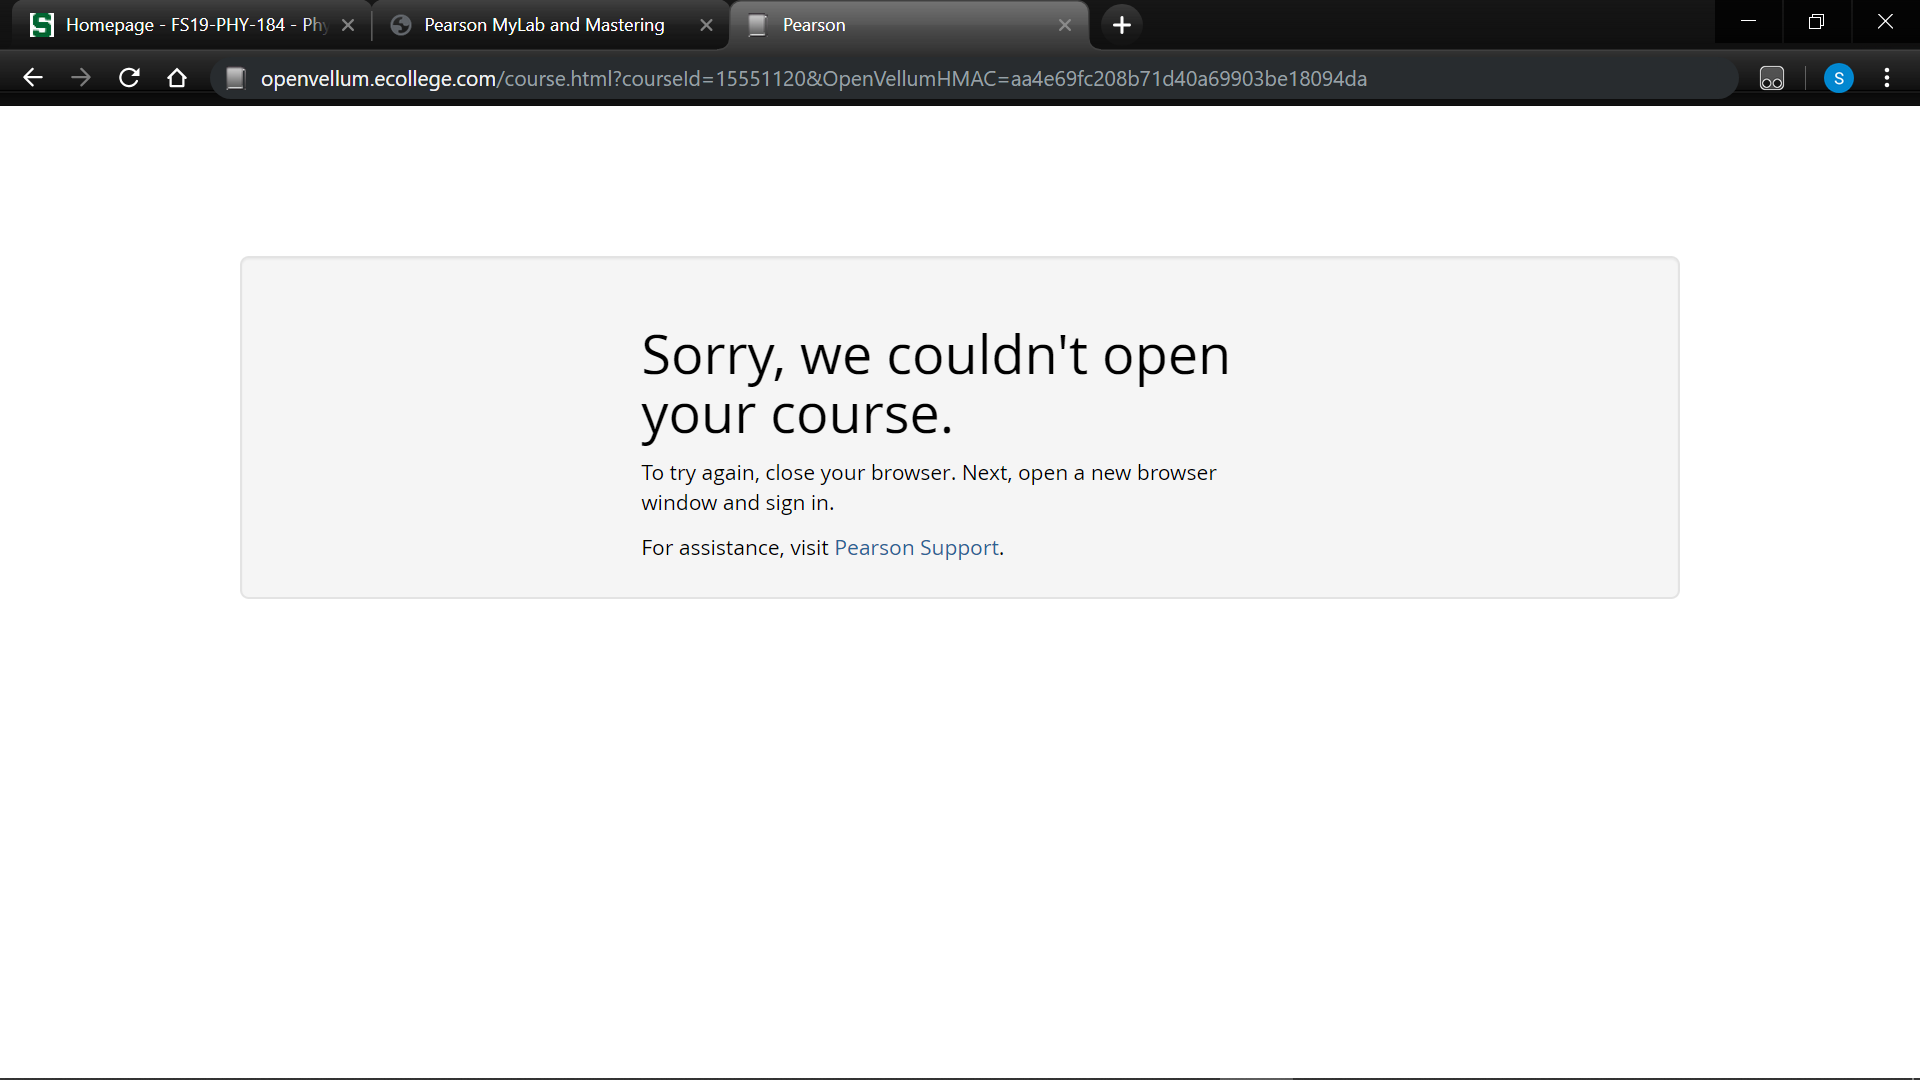 Homepage - FS19-PHY-184 - Phy
Pearson MyLab and Mastering
Pearson
openvellum.ecollege.com/course.html?courseId=15551120&OpenVellumHMAC=aa4e69fc208b71d40a69903be18094da
S
Sorry, we couldn't open
your course.
To try again, close your browser. Next, open a new browser
window and sign in.
For assistance, visit Pearson Support.